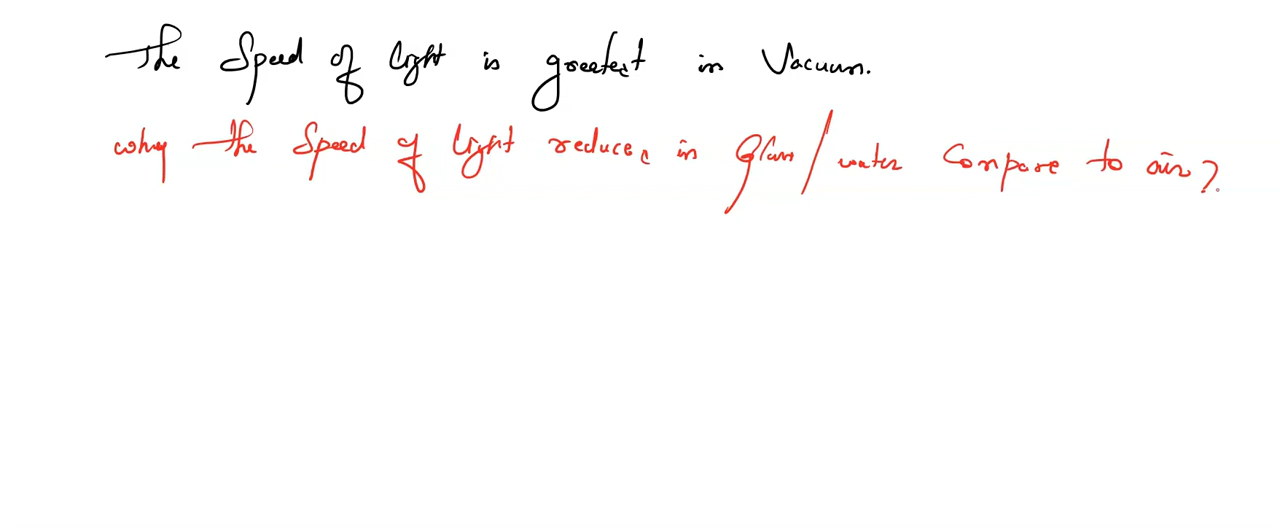 The Speed of light is greatest in Vacuum.
why the Speed of light reduces in Glass/water Compare to air?